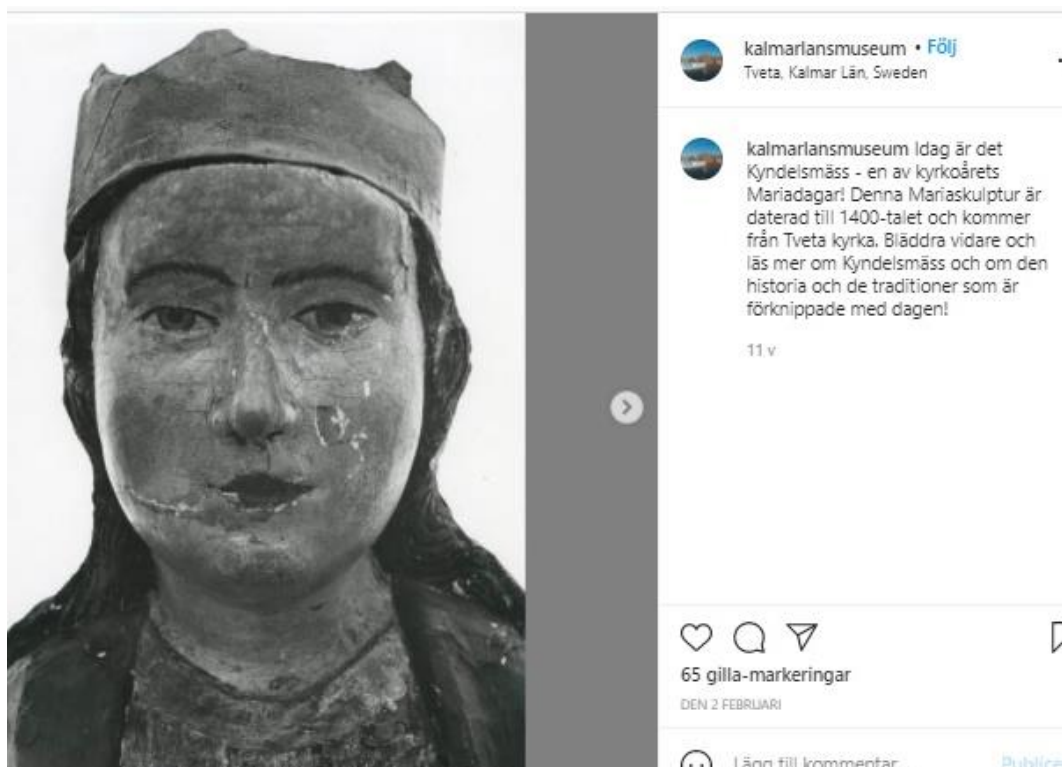 kalmarlansmuseum • Följ
Tveta, Kalmar Län, Sweden
kalmarlansmuseum Idag är det
Kyndelsmäss - en av kyrkoårets
Mariadagar! Denna Mariaskulptur är
daterad till 1400-talet och kommer
från Tveta kyrka. Bläddra vidare och
läs mer om Kyndelsmäss och om den
historia och de traditioner som är
förknippade med dagen!
11 v
65 gilla-markeringar
DEN 2 FEBRUARI
Lägg till kommentar